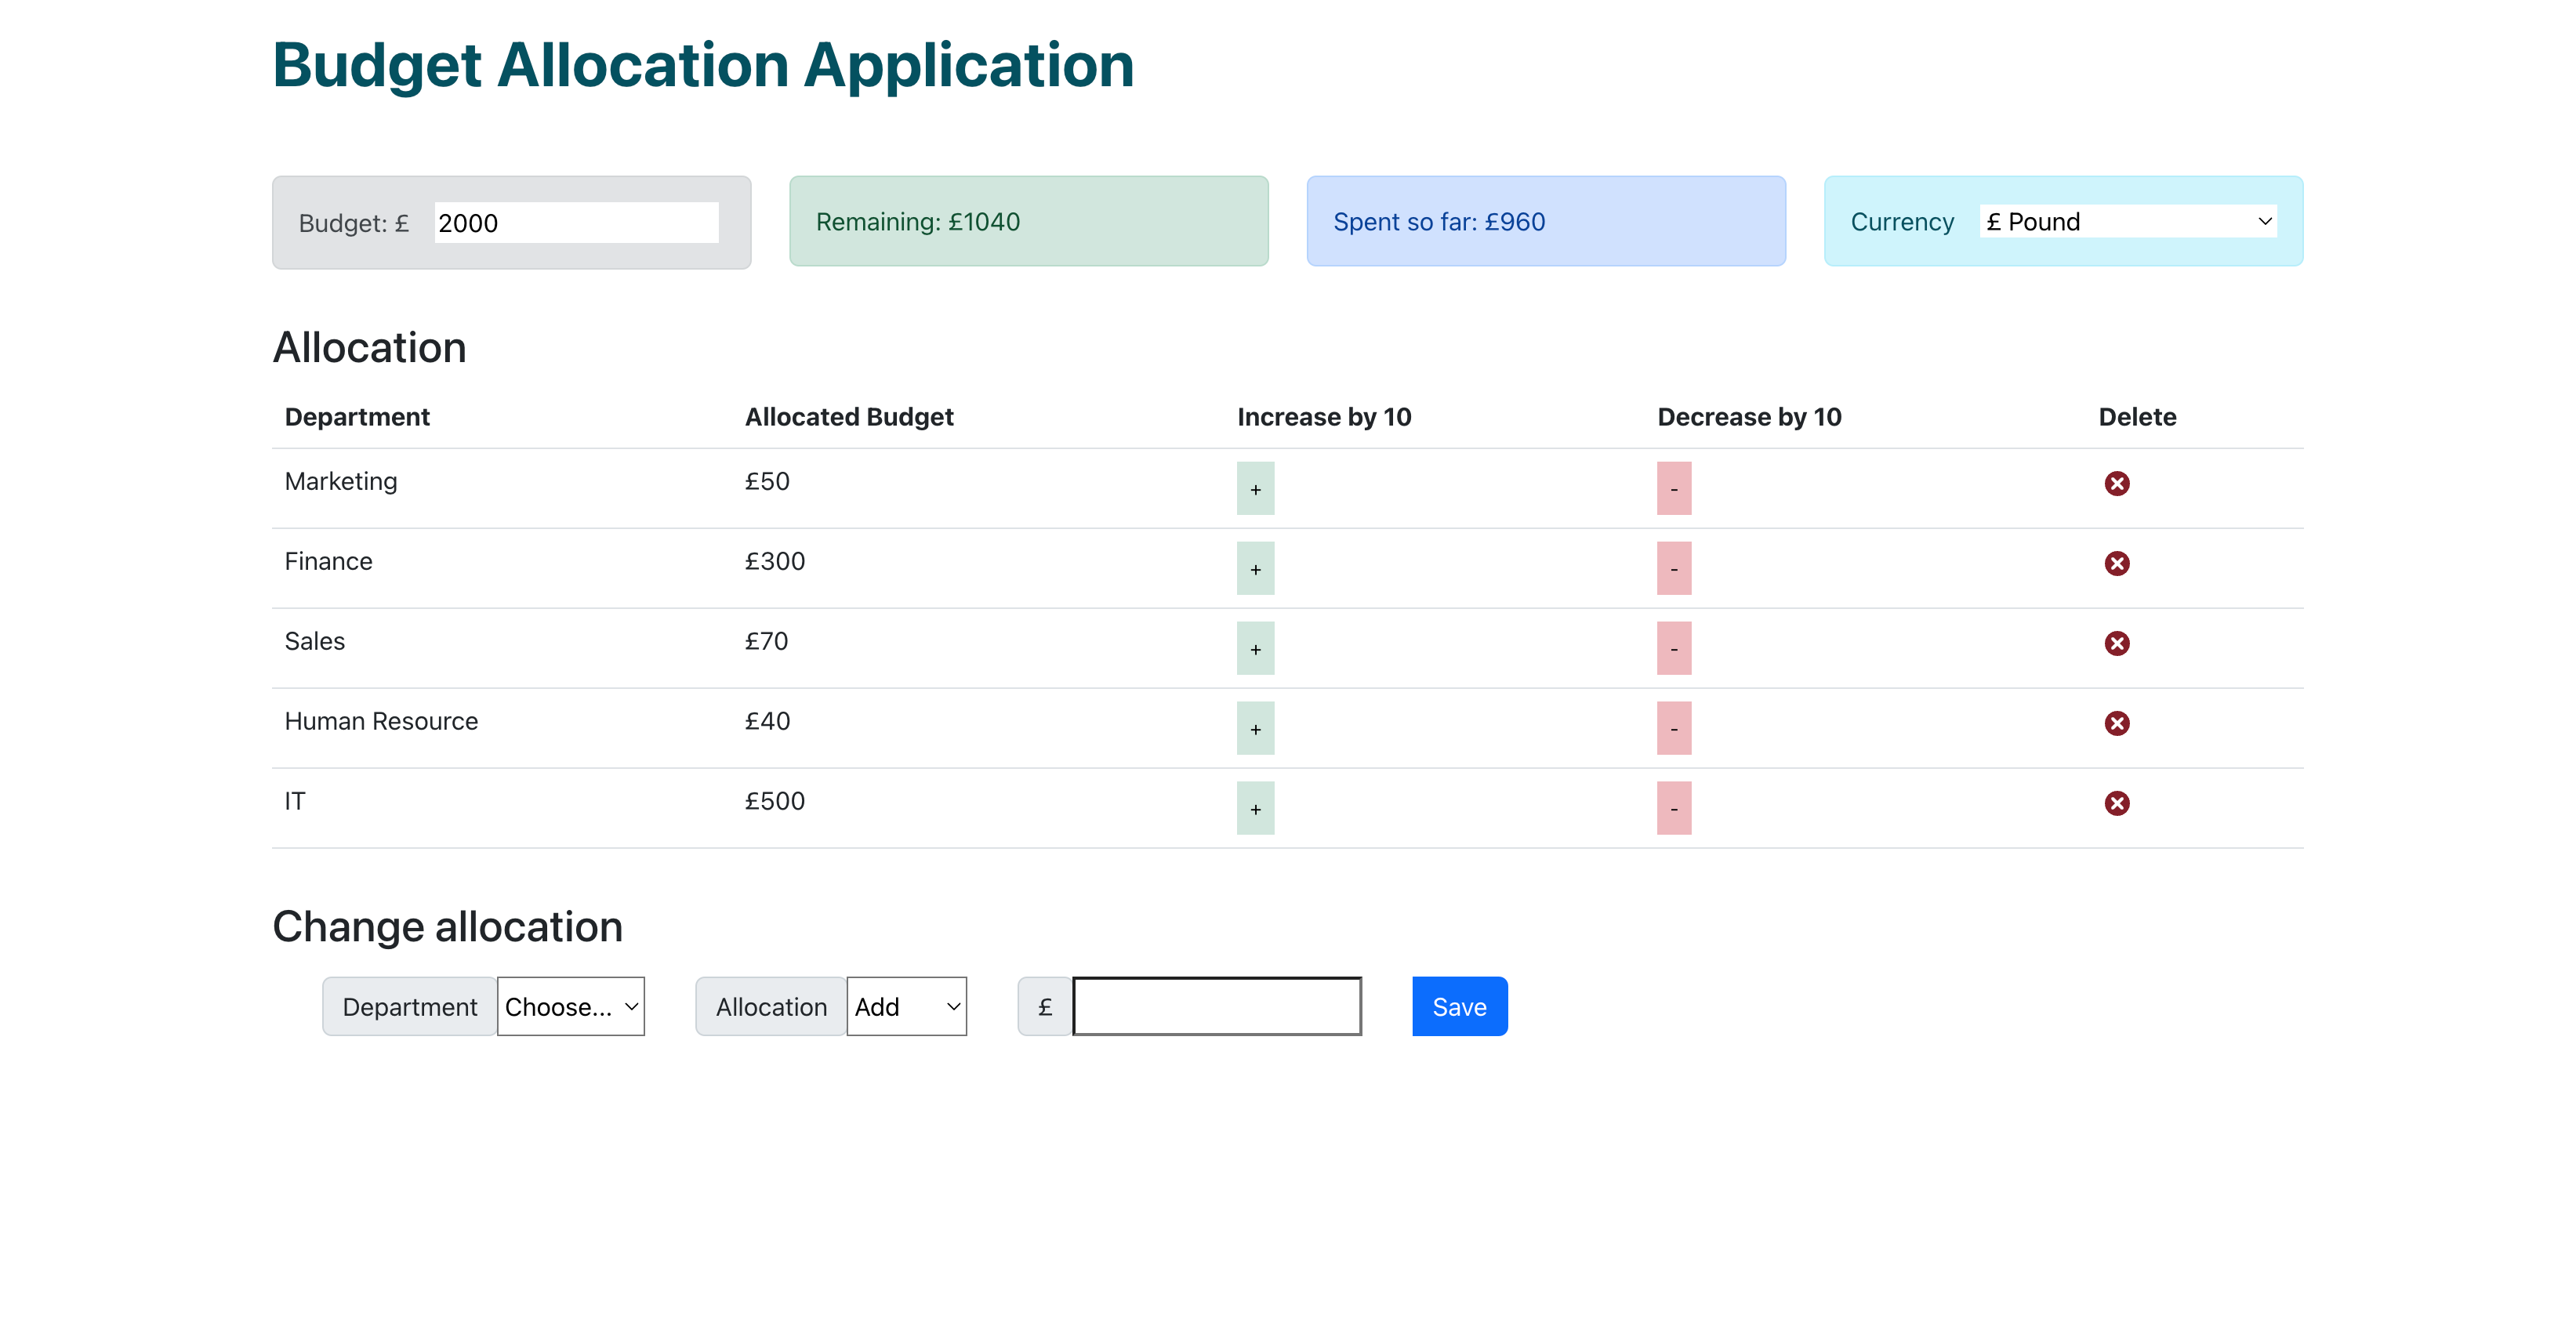 Budget Allocation Application
Budget: £ 2000
Remaining: £1040
Spent so far: £960
Currency £ Pound
Allocation
Department Allocated Budget Increase by 10 Decrease by 10 Delete
Marketing £50 + -
Finance £300 + -
Sales £70 + -
Human Resource £40 + -
IT £500 + -
Change allocation
Department Choose... Allocation Add £ Save